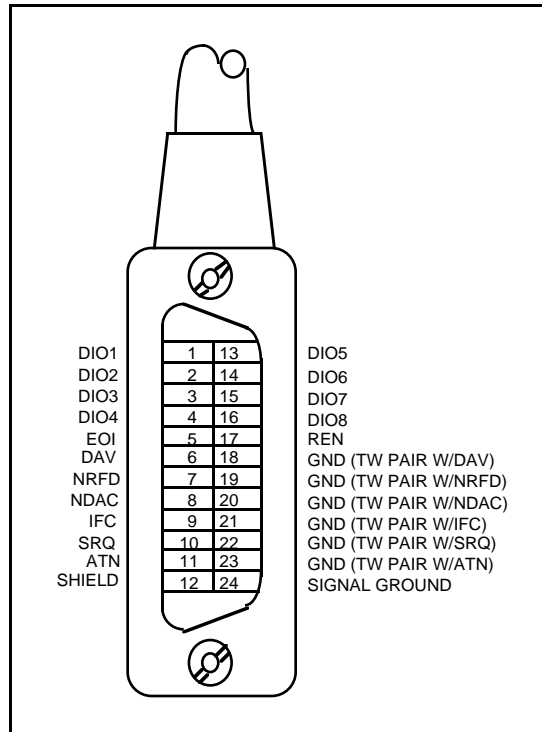 DIO1 1 13 DIO5
DIO2 2 14 DIO6
DIO3 3 15 DIO7
DIO4 4 16 DIO8
EOI 5 17 REN
DAV 6 18 GND (TW PAIR W/DAV)
NRFD 7 19 GND (TW PAIR W/NRFD)
NDAC 8 20 GND (TW PAIR W/NDAC)
IFC 9 21 GND (TW PAIR W/IFC)
SRQ 10 22 GND (TW PAIR W/SRQ)
ATN 11 23 GND (TW PAIR W/ATN)
SHIELD 12 24 SIGNAL GROUND